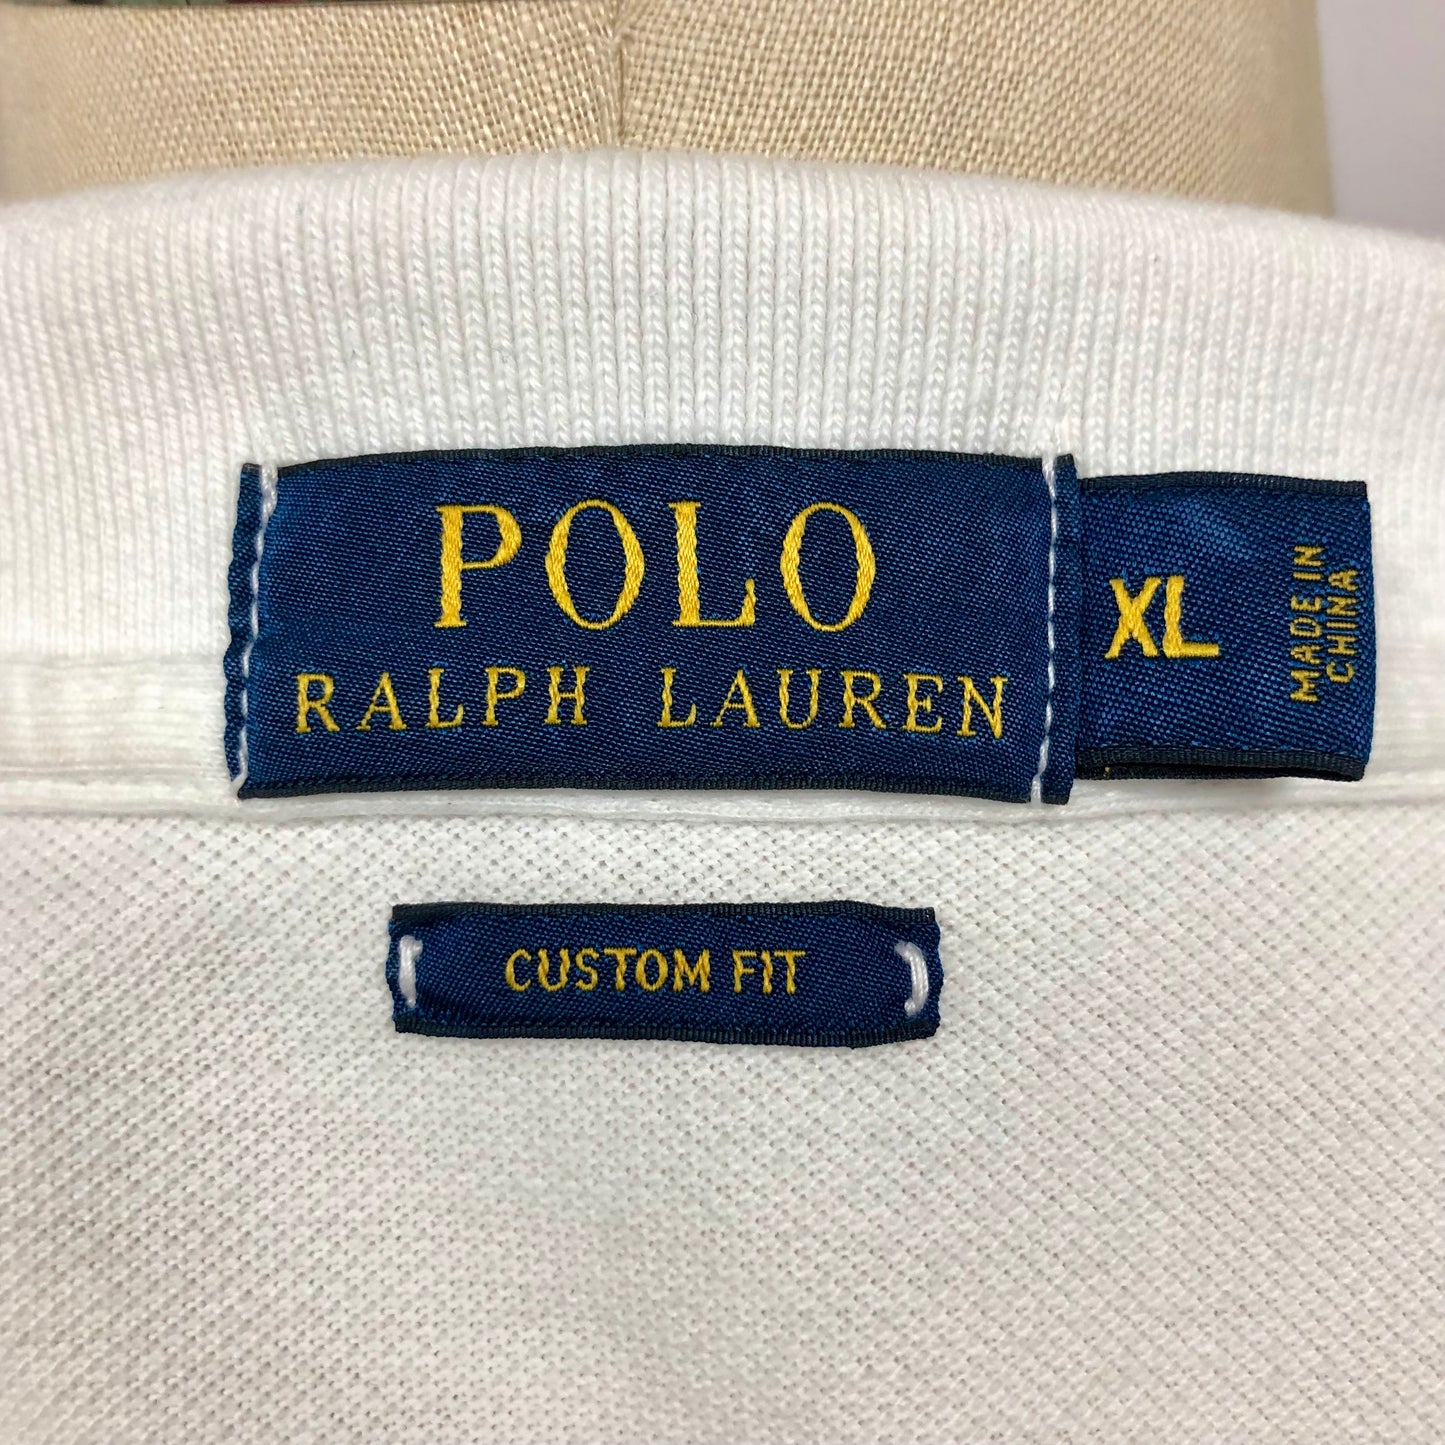 POLO
RALPH LAUREN
XL
MADE IN
CHINA
CUSTOM FIT